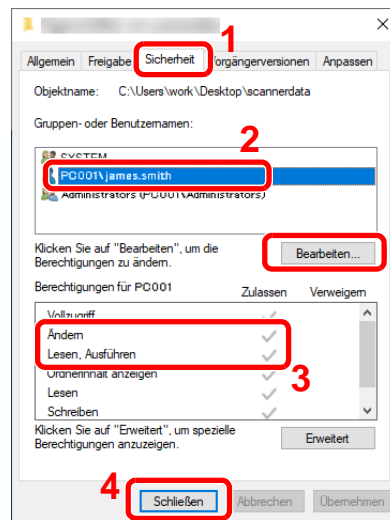 1
Allgemein Freigabe Sicherheit Vorgängerversionen Anpassen
Objektname: C:\Users\work\Desktop\scannerdata
Gruppen- oder Benutzernamen:
2
SYSTEM
PC001\james.smith
Administrators (PC001\Administrators)
Klicken Sie auf "Bearbeiten", um die
Berechtigungen zu ändern.
Bearbeiten...
Berechtigungen für PC001 Zulassen Verweigern
Vollzugriff
Ändern
Lesen, Ausführen
3
Ordnerinhalt anzeigen
Lesen
Schreiben
Klicken Sie auf "Erweitert", um spezielle
Berechtigungen anzuzeigen.
Erweitert
4
Schließen Abbrechen Übernehmen